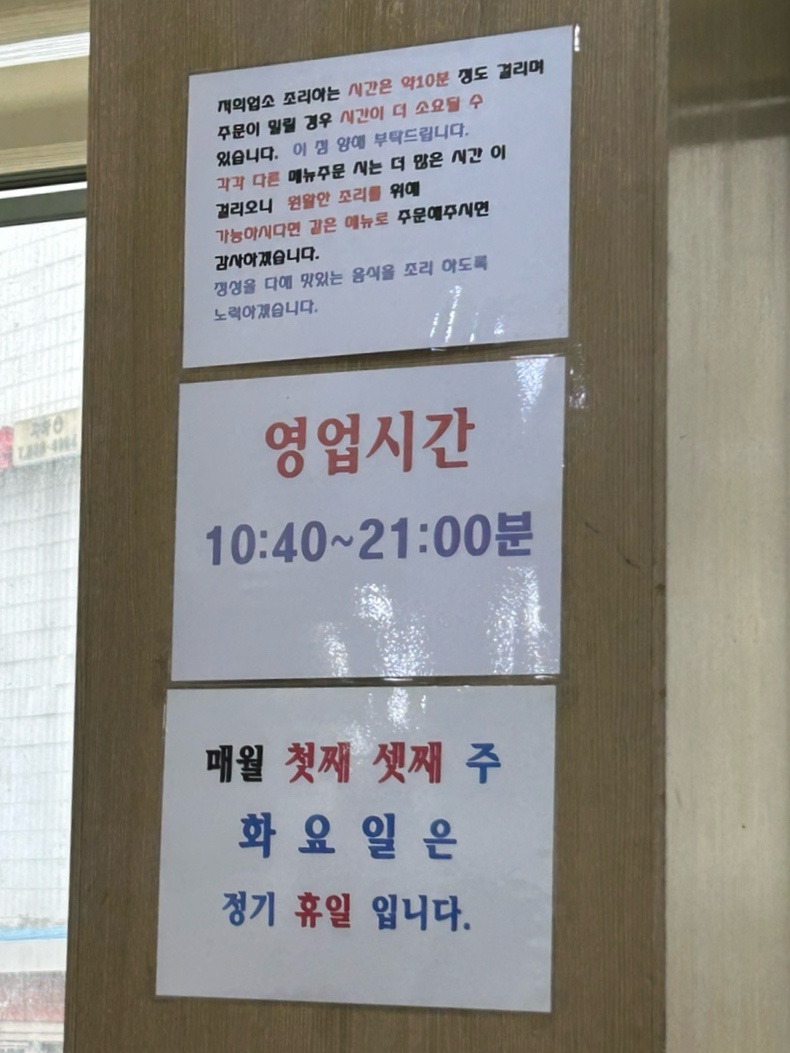 저희업소 조리하는 시간은 약10분 정도 걸리며
주문이 밀릴 경우 시간이 더 소요될 수
있습니다. 이 점 양해 부탁드립니다.
각각 다른 메뉴주문 시는 더 많은 시간 이
걸리오니 원활한 조리를 위해
가능하시다면 같은 메뉴로 주문해주시면
감사하겠습니다.
정성을 다해 맛있는 음식을 조리 하도록
노력하겠습니다.
영업시간
10:40~21:00분
매월 첫째 셋째 주
화 요 일 은
정기 휴일 입니다.